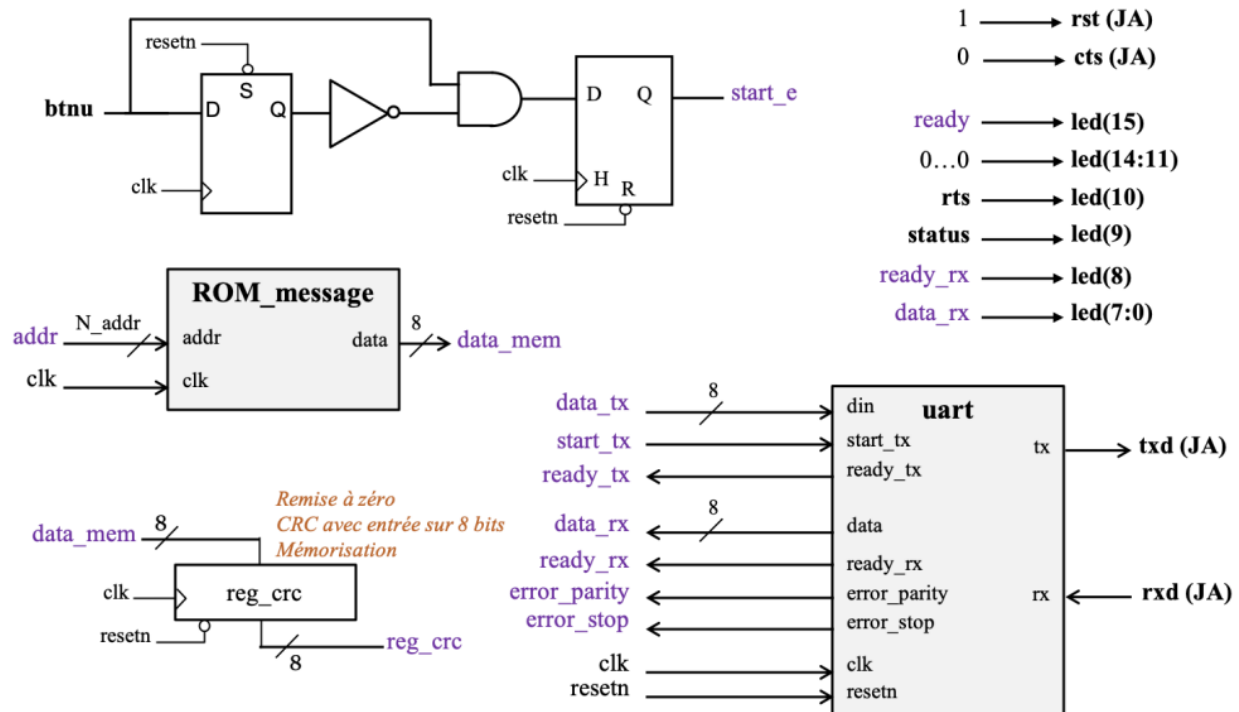 resetn
S
btnu
D
Q
clk
D
Q
start_e
clk
H
R
resetn
1
rst (JA)
0
cts (JA)
ready
led(15)
0…0
led(14:11)
rts
led(10)
status
led(9)
ready_rx
led(8)
data_rx
led(7:0)
ROM_message
addr
N_addr
addr
data
8
data_mem
clk
clk
Remise à zéro
CRC avec entrée sur 8 bits
Mémorisation
data_mem
8
clk
reg_crc
resetn
8
reg_crc
uart
data_tx
8
din
start_tx
start_tx
ready_tx
ready_tx
tx
txd (JA)
data_rx
8
data
ready_rx
ready_rx
error_parity
error_parity
rx
rxd (JA)
error_stop
error_stop
clk
clk
resetn
resetn